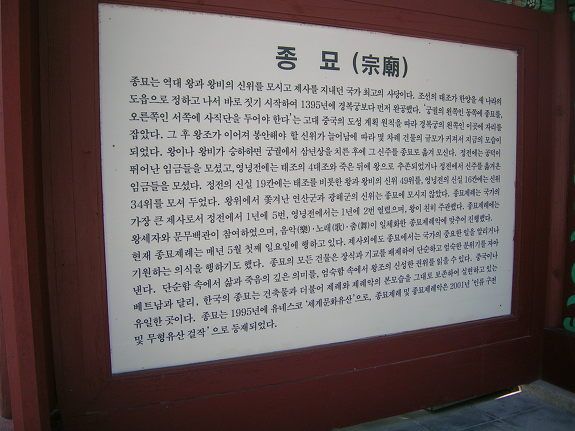 종 묘 (宗廟)
종묘는 역대 왕과 왕비의 신위를 모시고 제사를 지내던 국가 최고의 사당이다. 조선의 태조가 한양을 새 나라의
도읍으로 정하고 나서 바로 짓기 시작하여 1395년에 경복궁보다 먼저 완공했다. '궁궐의 왼쪽인 동쪽에 종묘를,
오른쪽인 서쪽에 사직단을 두어야 한다'는 고대 중국의 도성 계획 원칙을 따라 경복궁의 왼쪽인 이곳에 자리를
잡았다. 그 후 왕조가 이어져 봉안해야 할 신위가 늘어남에 따라 몇 차례 건물의 규모가 커져서 지금의 모습이
되었다. 왕이나 왕비가 승하하면 궁궐에서 삼년상을 치른 후에 그 신주를 종묘로 옮겨 모신다. 정전에는 공덕이
뛰어난 임금들을 모셨고, 영녕전에는 태조의 4대조와 죽은 뒤에 왕으로 추존되었거나 정전에서 신주를 옮겨온
임금들을 모셨다. 정전의 신실 19칸에는 태조를 비롯한 왕과 왕비의 신위 49위를, 영녕전의 신실 16칸에는 신위
34위를 모셔 두었다. 왕위에서 쫓겨난 연산군과 광해군의 신위는 종묘에 모시지 않았다. 종묘제례는 국가의
가장 큰 제사로서 정전에서 1년에 5번, 영녕전에서는 1년에 2번 열렸으며, 왕이 친히 주관했다. 종묘제례에는
왕세자와 문무백관이 참여하였으며, 음악(樂)·노래(歌)·춤(舞)이 일체화한 종묘제례악에 맞추어 진행했다.
현재 종묘제례는 매년 5월 첫째 일요일에 행하고 있다. 제사외에도 종묘에서는 국가의 중요한 일을 알리거나
기원하는 의식을 행하기도 했다. 종묘의 모든 건물은 장식과 기교를 배제하여 단순하고 엄숙한 분위기를 자아
낸다. 단순함 속에서 삶과 죽음의 깊은 의미를, 엄숙함 속에서 왕조의 신성한 권위를 읽을 수 있다. 중국이나
베트남과 달리, 한국의 종묘는 건축물과 더불어 제례와 제례악의 본모습을 그대로 보존하여 실현하고 있는
유일한 곳이다. 종묘는 1995년에 유네스코 '세계문화유산'으로, 종묘제례 및 종묘제례악은 2001년 '인류 구전
및 무형유산 걸작'으로 등재되었다.